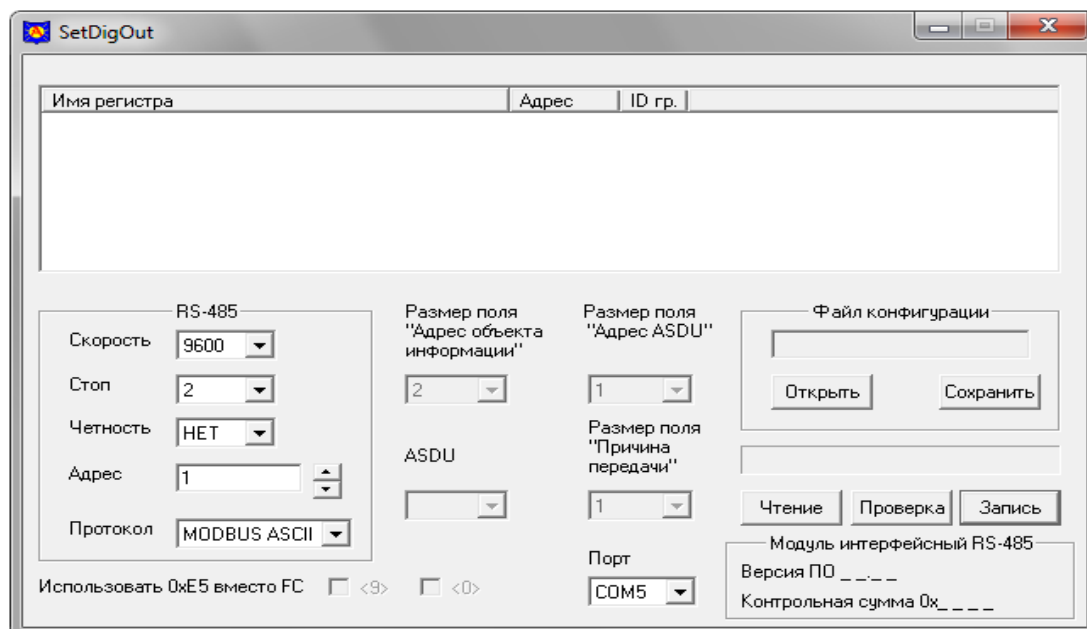 SetDigOut
Имя регистра Адрес ID гр.
RS-485
Скорость 9600
Стоп 2
Четность НЕТ
Адрес 1
Протокол MODBUS ASCII
Использовать 0xE5 вместо FC <9> <0>
Размер поля
"Адрес объекта
информации"
2
ASDU
Размер поля
"Адрес ASDU"
1
Размер поля
"Причина
передачи"
1
Порт
COM5
Файл конфигурации
Открыть Сохранить
Чтение Проверка Запись
Модуль интерфейсный RS-485
Версия ПО _ _._ _
Контрольная сумма 0x_ _ _ _